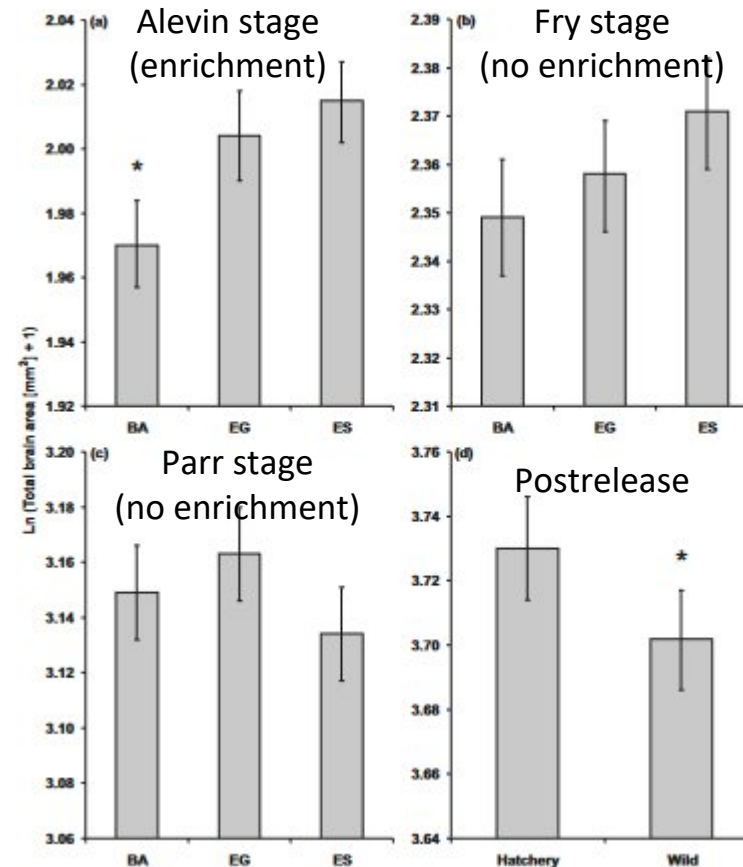 Ln (Total brain area [mm²] + 1)
(a)
Alevin stage
(enrichment)
2.04
2.02
2.00
1.98
1.96
1.94
1.92
*
BA EG ES
(b)
Fry stage
(no enrichment)
2.39
2.38
2.37
2.36
2.35
2.34
2.33
2.32
2.31
BA EG ES
(c)
Parr stage
(no enrichment)
3.20
3.18
3.16
3.14
3.12
3.10
3.08
3.06
BA EG ES
(d)
Postrelease
3.76
3.74
3.72
3.70
3.68
3.66
3.64
*
Hatchery Wild